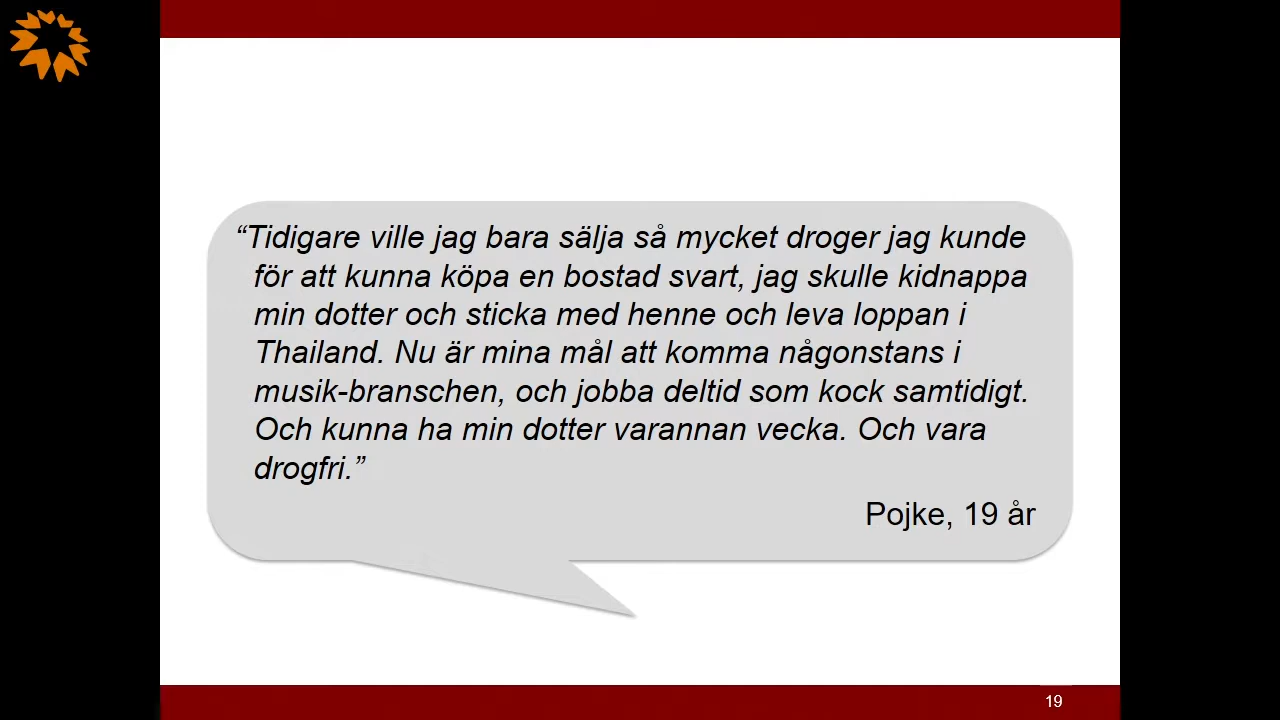 “Tidigare ville jag bara sälja så mycket droger jag kunde
för att kunna köpa en bostad svart, jag skulle kidnappa
min dotter och sticka med henne och leva loppan i
Thailand. Nu är mina mål att komma någonstans i
musik-branschen, och jobba deltid som kock samtidigt.
Och kunna ha min dotter varannan vecka. Och vara
drogfri.”
Pojke, 19 år
19